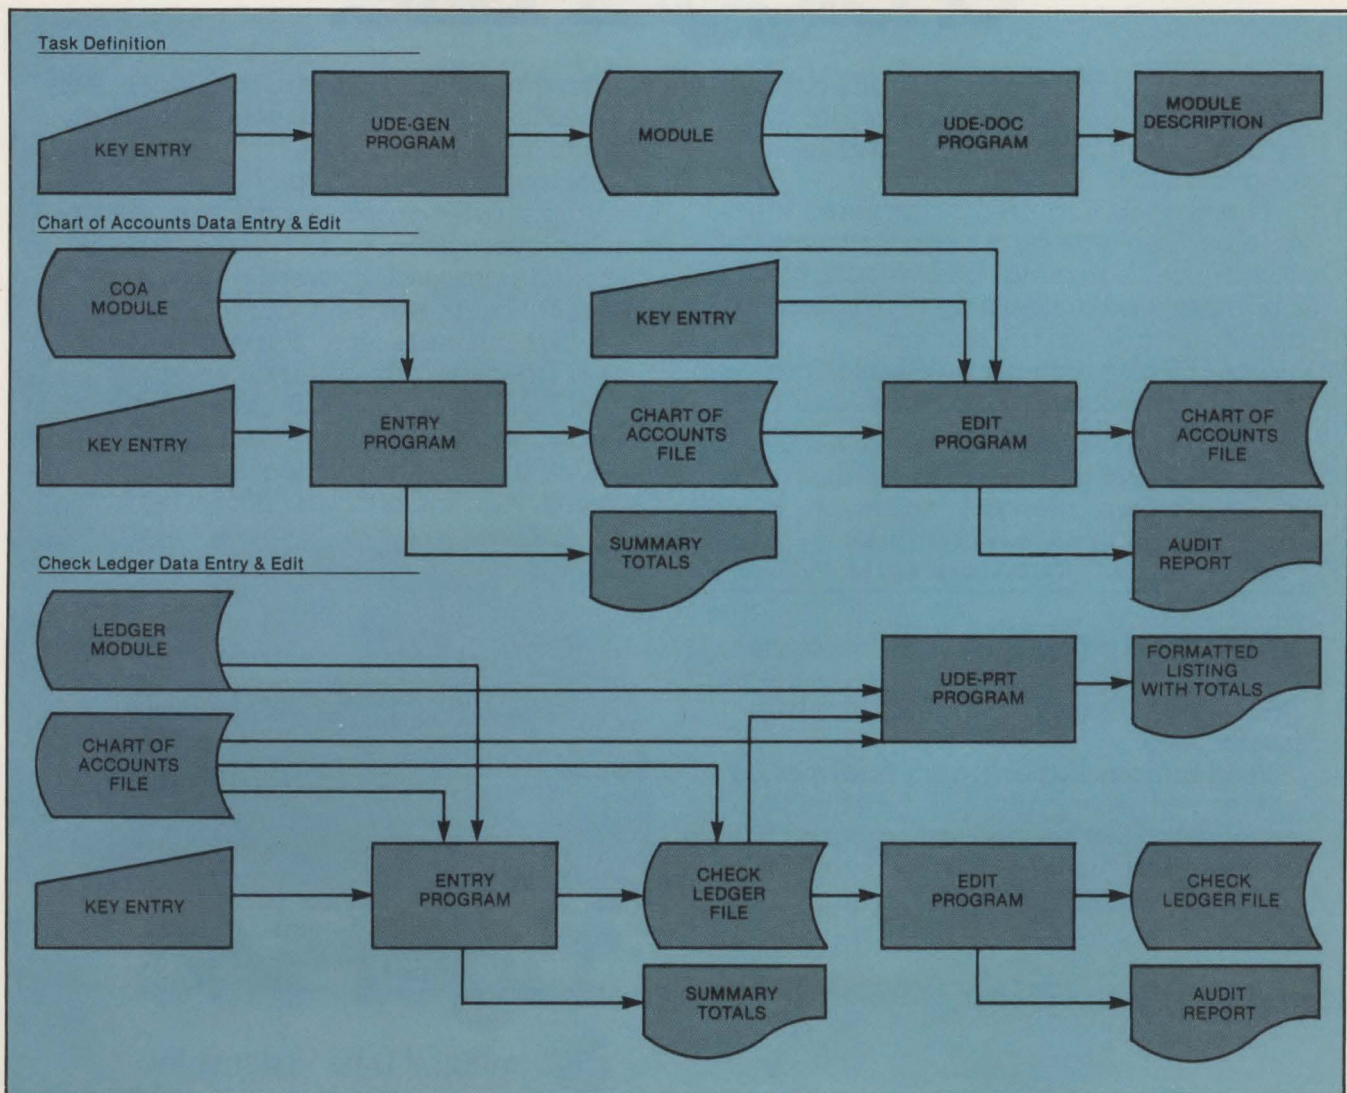 Task Definition
KEY ENTRY
UDE-GEN
PROGRAM
MODULE
UDE-DOC
PROGRAM
MODULE
DESCRIPTION
Chart of Accounts Data Entry & Edit
COA
MODULE
KEY ENTRY
KEY ENTRY
ENTRY
PROGRAM
CHART OF
ACCOUNTS
FILE
EDIT
PROGRAM
CHART OF
ACCOUNTS
FILE
SUMMARY
TOTALS
AUDIT
REPORT
Check Ledger Data Entry & Edit
LEDGER
MODULE
UDE-PRT
PROGRAM
FORMATTED
LISTING
WITH TOTALS
CHART OF
ACCOUNTS
FILE
KEY ENTRY
ENTRY
PROGRAM
CHECK
LEDGER
FILE
EDIT
PROGRAM
CHECK
LEDGER FILE
SUMMARY
TOTALS
AUDIT
REPORT